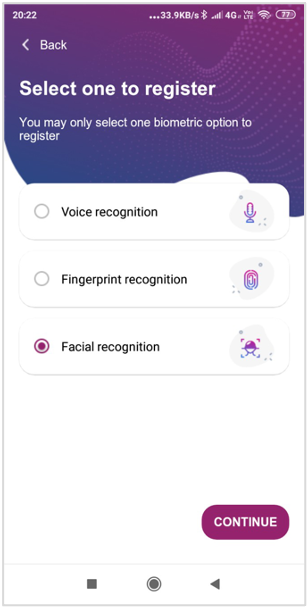 20:22 ...33.9KB/s 4G Vo LTE 77
Back
Select one to register
You may only select one biometric option to
register
Voice recognition
Fingerprint recognition
Facial recognition
CONTINUE